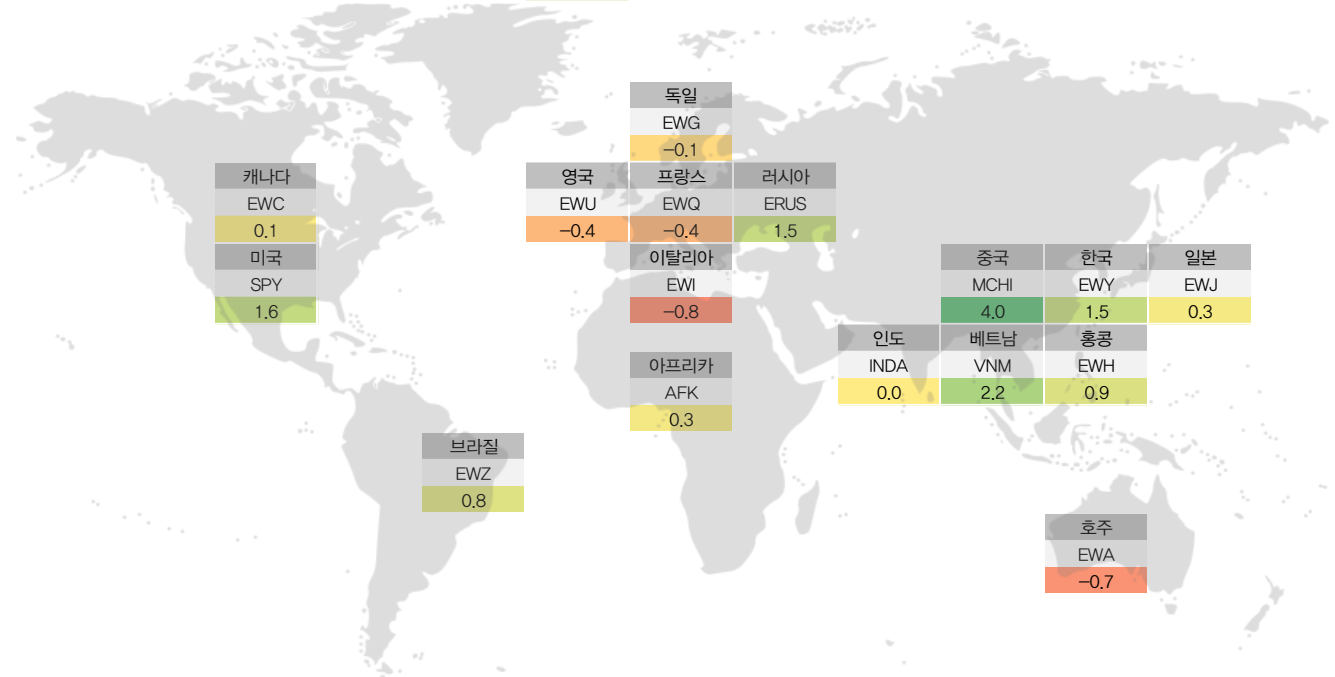 독일
EWG
-0.1
캐나다
EWC
0.1
미국
SPY
1.6
영국
EWU
-0.4
프랑스
EWQ
-0.4
러시아
ERUS
1.5
이탈리아
EWI
-0.8
중국
MCHI
4.0
한국
EWY
1.5
일본
EWJ
0.3
인도
INDA
0.0
베트남
VNM
2.2
홍콩
EWH
0.9
아프리카
AFK
0.3
브라질
EWZ
0.8
호주
EWA
-0.7